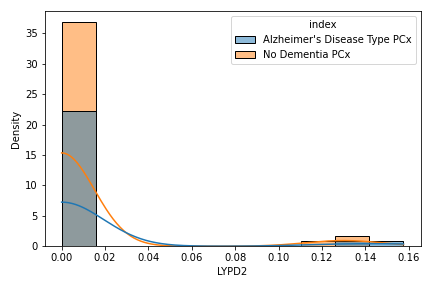 index
Alzheimer's Disease Type PCx
No Dementia PCx
35
30
25
20
15
10
5
0
Density
0.00 0.02 0.04 0.06 0.08 0.10 0.12 0.14 0.16
LYPD2